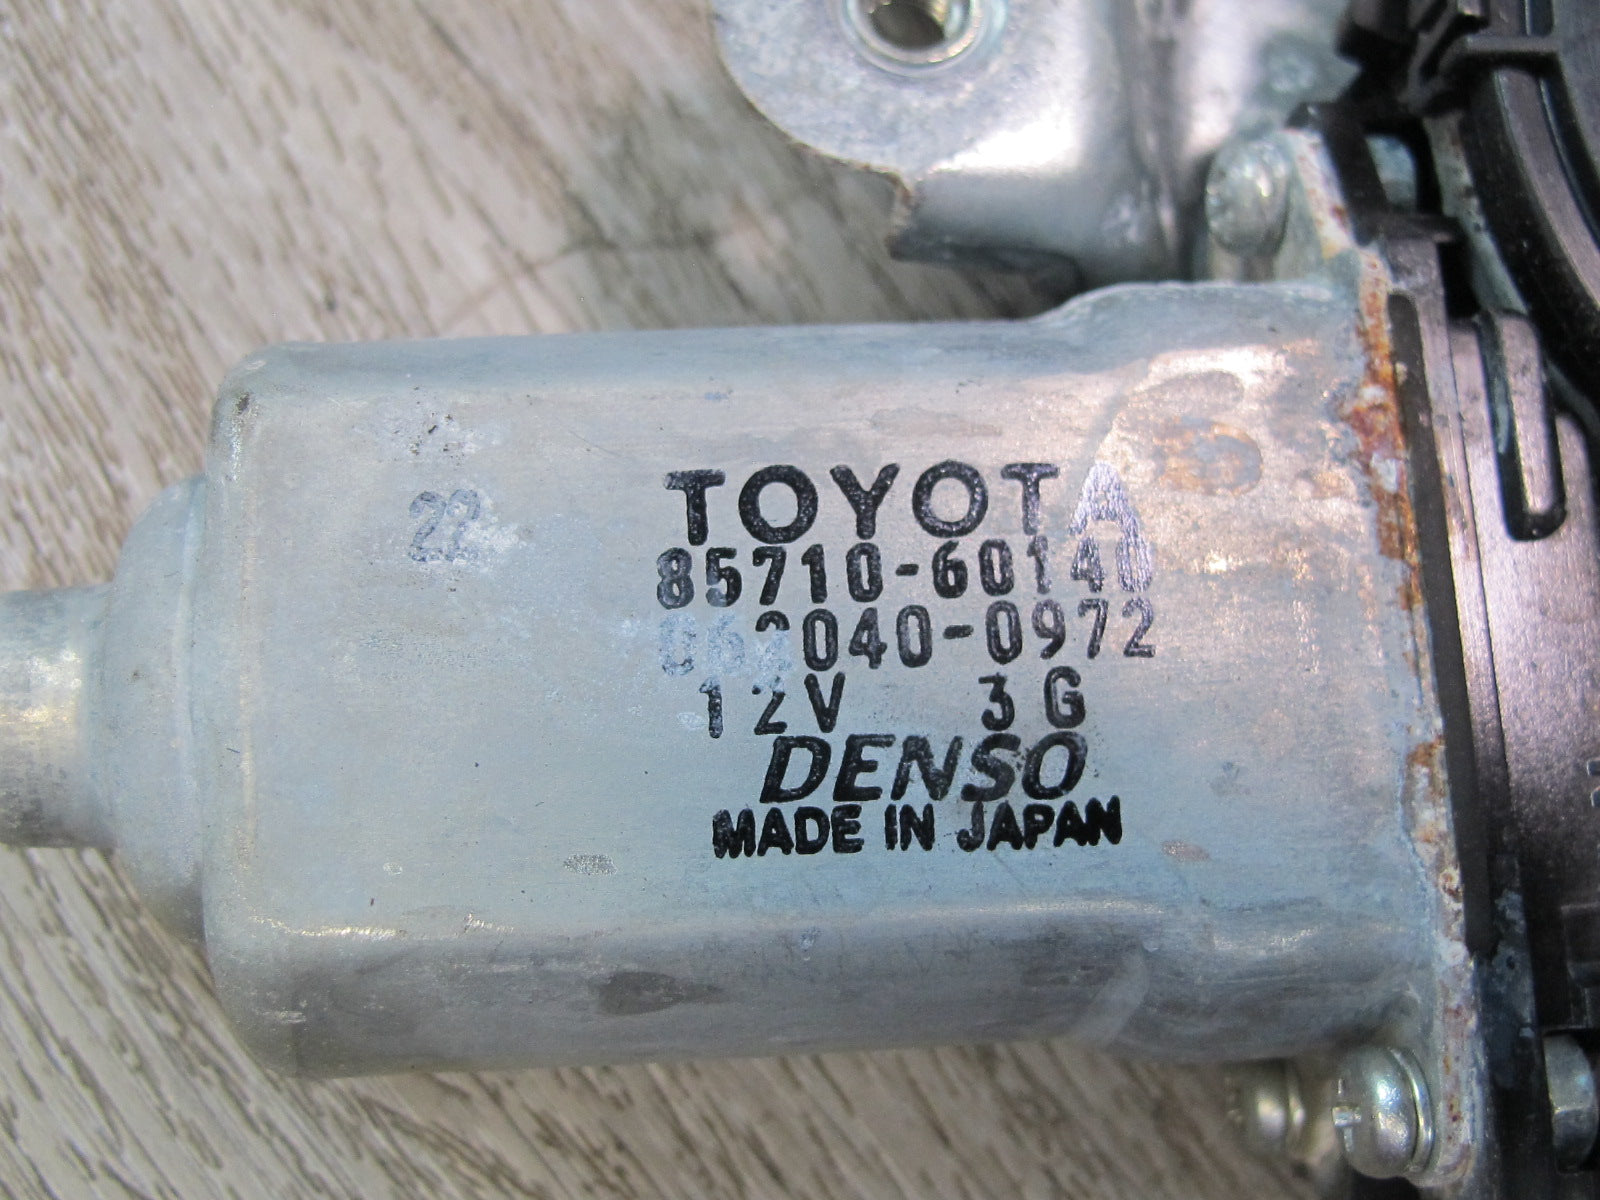 22
TOYOTA
85710-60140
062040-0972
12V 3G
DENSO
MADE IN JAPAN